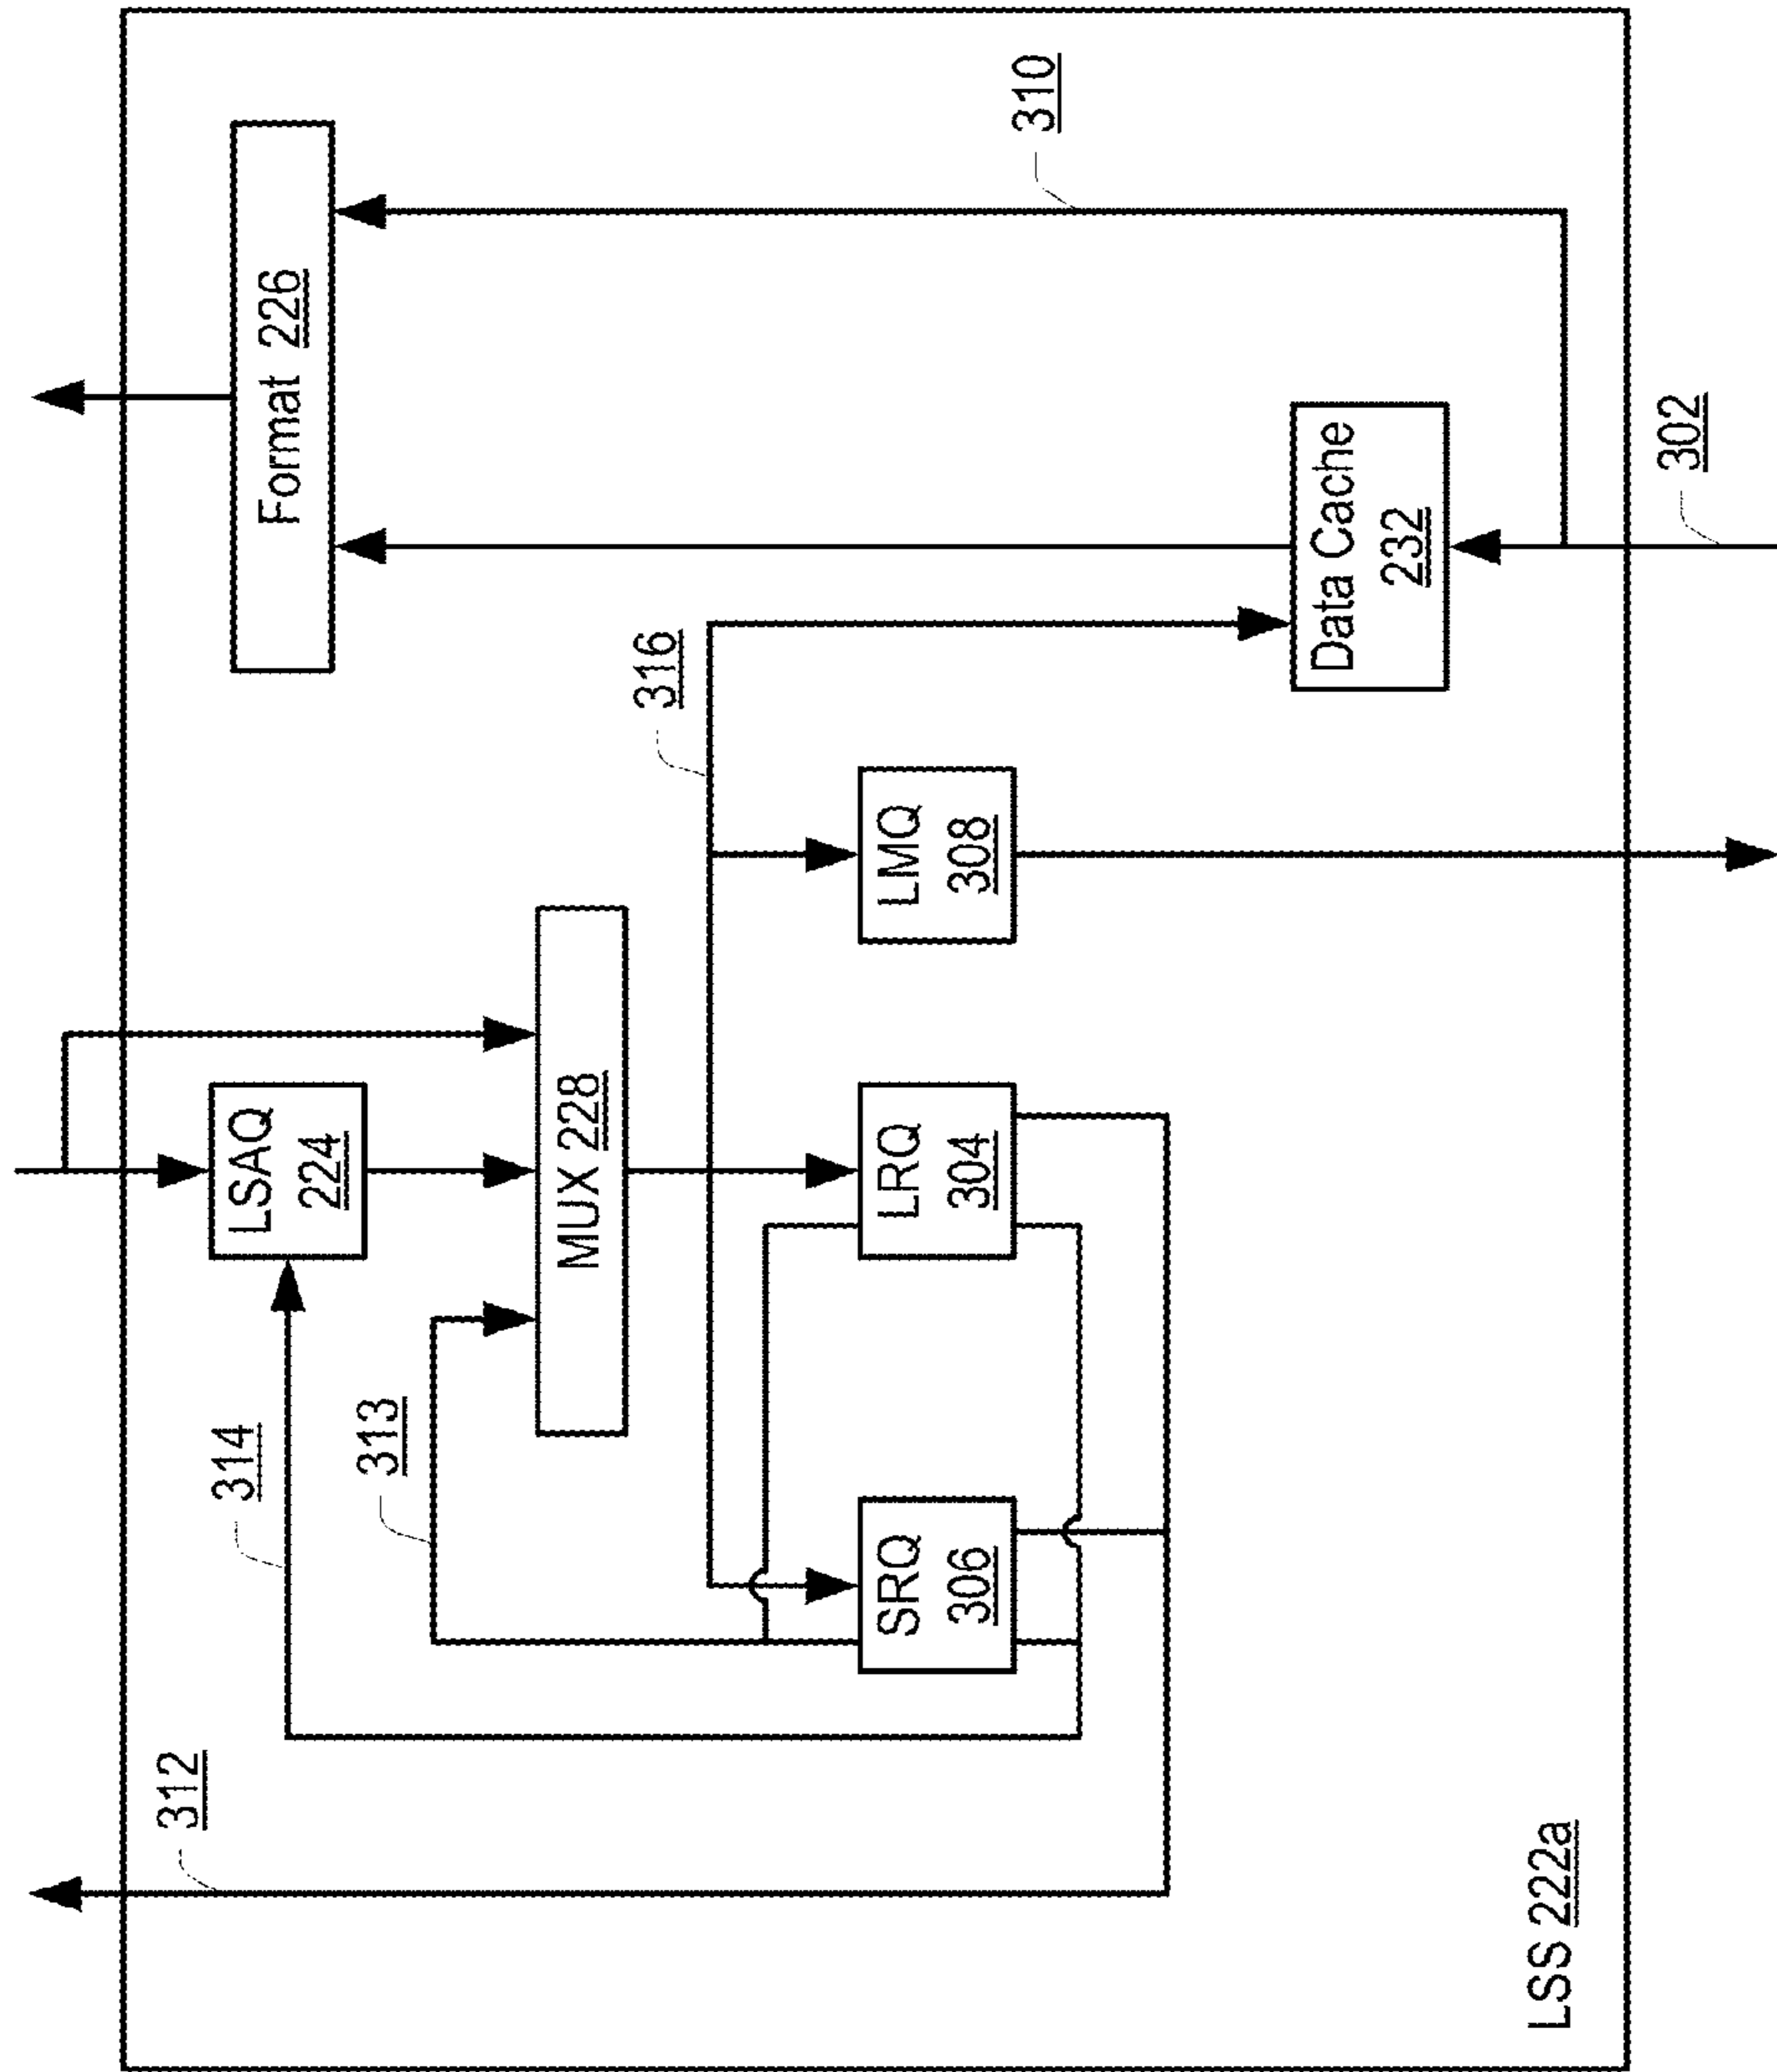 312
314
LSAQ
224
Format 226
313
MUX 228
316
SRQ
306
LRQ
304
LMQ
308
310
Data Cache
232
LSS 222a
302